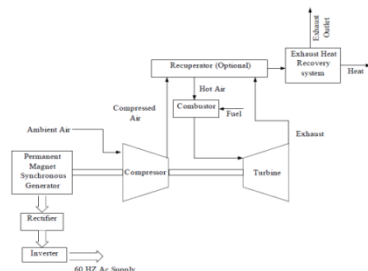 Exhaust
Outlet
Exhaust Heat
Recovery
system
Heat
Recuperator (Optional)
Hot Air
Compressed
Air
Combustor
Fuel
Ambient Air
Exhaust
Permanent
Magnet
Synchronous
Generator
Compressor
Turbine
Rectifier
Inverter
60 HZ Ac Supply